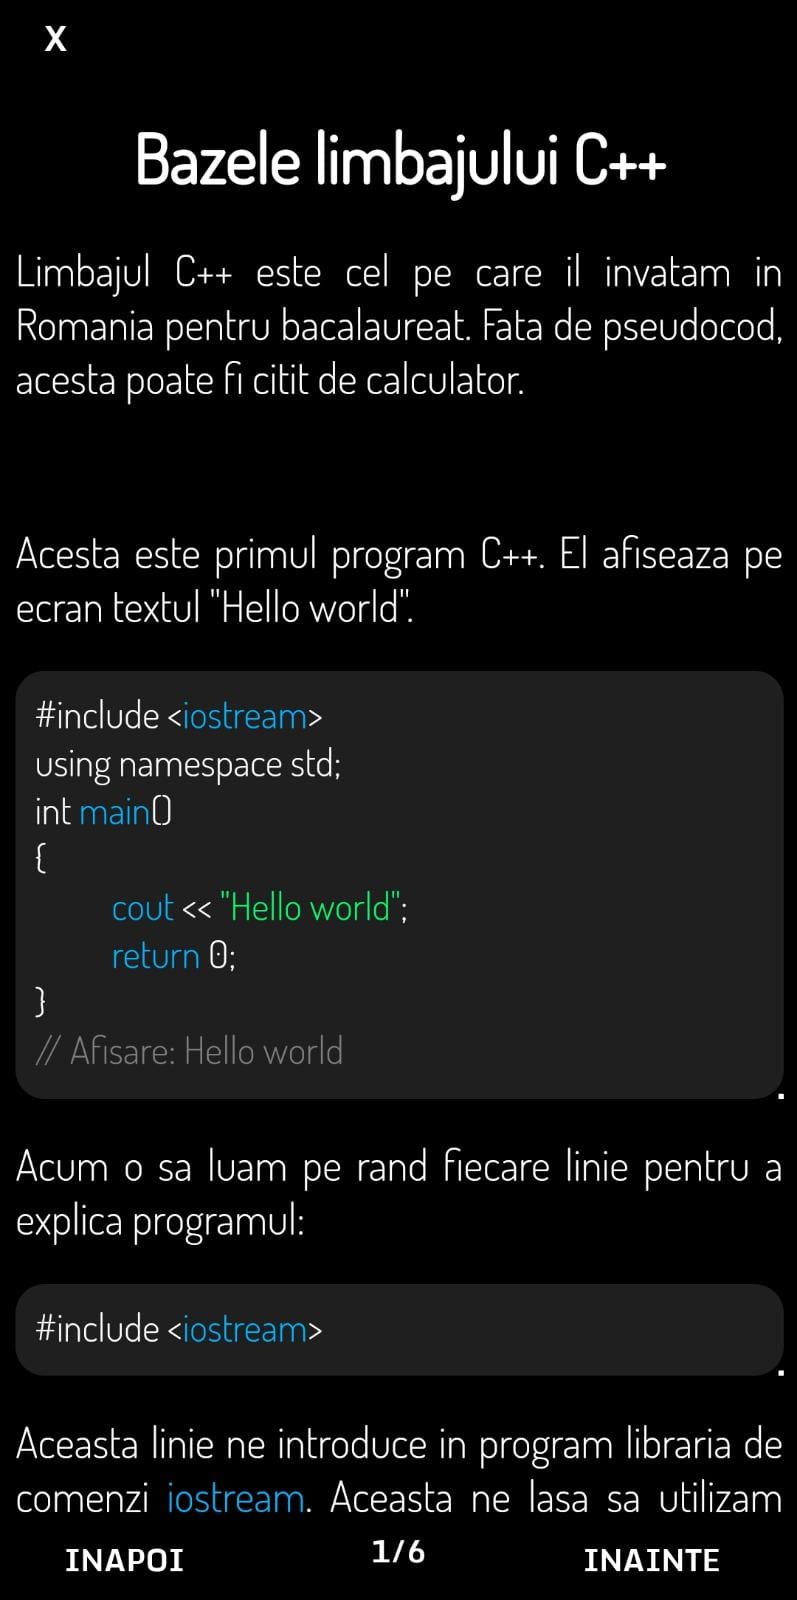 X
Bazele limbajului C++
Limbajul C++ este cel pe care il invatam in
Romania pentru bacalaureat. Fata de pseudocod,
acesta poate fi citit de calculator.
Acesta este primul program C++. El afiseaza pe
ecran textul "Hello world".
#include <iostream>
using namespace std;
int main()
{
cout << "Hello world";
return 0;
}
// Afisare: Hello world
.
Acum o sa luam pe rand fiecare linie pentru a
explica programul:
#include <iostream>
.
Aceasta linie ne introduce in program libraria de
comenzi iostream. Aceasta ne lasa sa utilizam
INAPOI 1/6 INAINTE